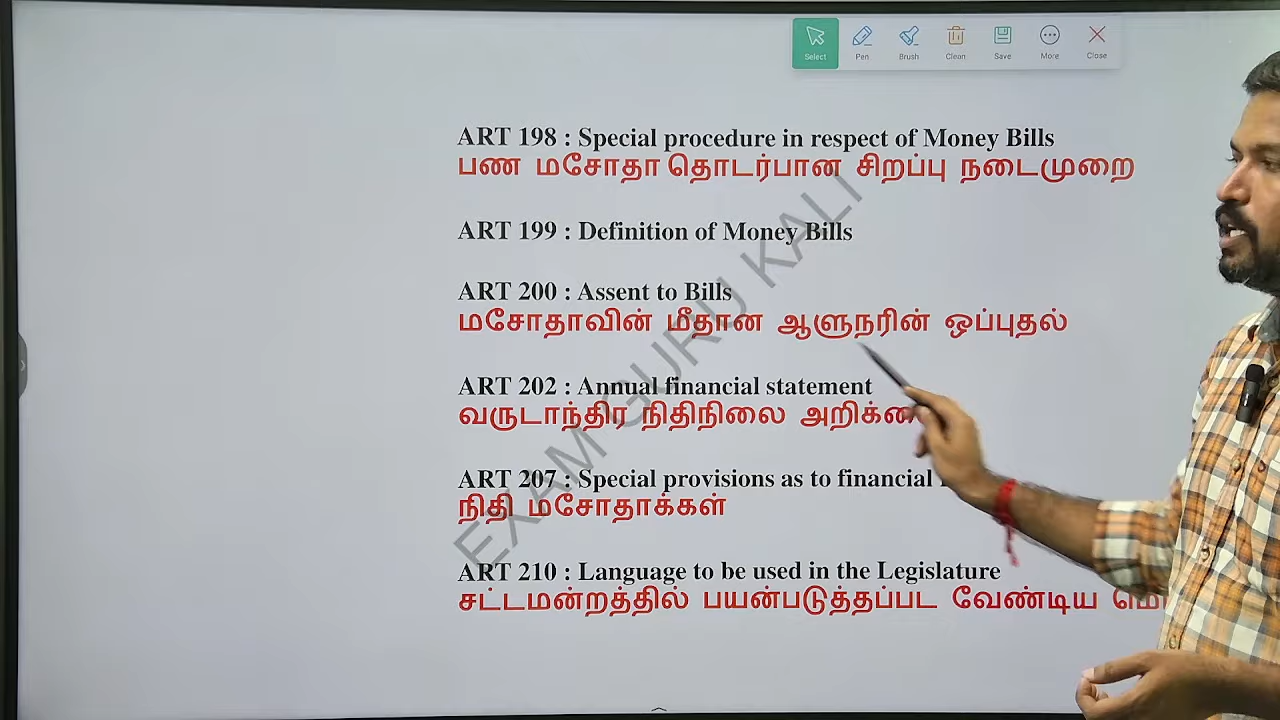 Select Pen Brush Clean Save More Close
ART 198 : Special procedure in respect of Money Bills
பண மசோதா தொடர்பான சிறப்பு நடைமுறை
ART 199 : Definition of Money Bills
ART 200 : Assent to Bills
மசோதாவின் மீதான ஆளுநரின் ஒப்புதல்
ART 202 : Annual financial statement
வருடாந்திர நிதிநிலை
ART 207 : Special provisions as to financial
நிதி மசோதாக்கள்
ART 210 : Language to be used in the Legislature
சட்டமன்றத்தில் பயன்படுத்தப்பட வேண்டிய
EXAM GURU KALI